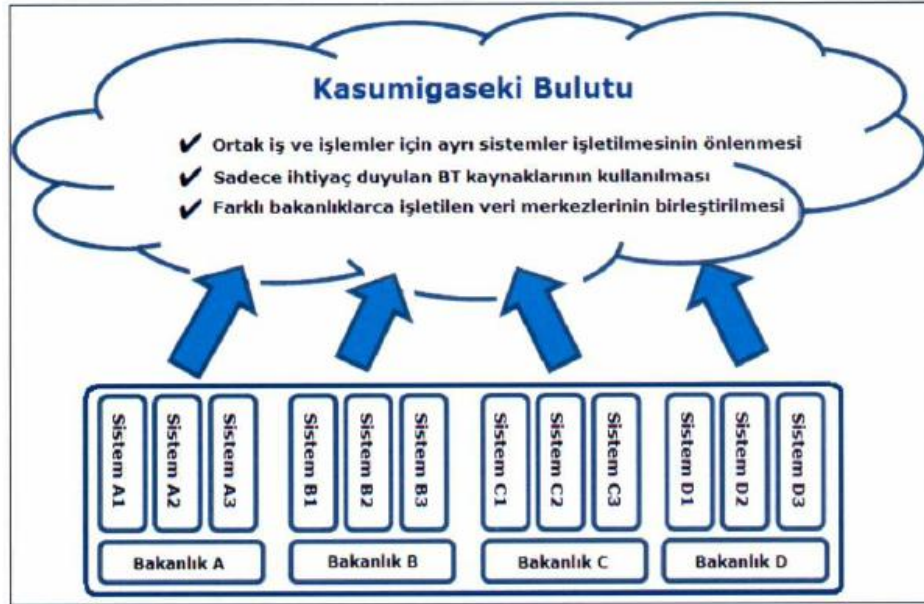 Kasumigaseki Bulutu
✔ Ortak iş ve işlemler için ayrı sistemler işletilmesinin önlenmesi
✔ Sadece ihtiyaç duyulan BT kaynaklarının kullanılması
✔ Farklı bakanlıklarca işletilen veri merkezlerinin birleştirilmesi
Sistem A1
Sistem A2
Sistem A3
Bakanlık A
Sistem B1
Sistem B2
Sistem B3
Bakanlık B
Sistem C1
Sistem C2
Sistem C3
Bakanlık C
Sistem D1
Sistem D2
Sistem D3
Bakanlık D